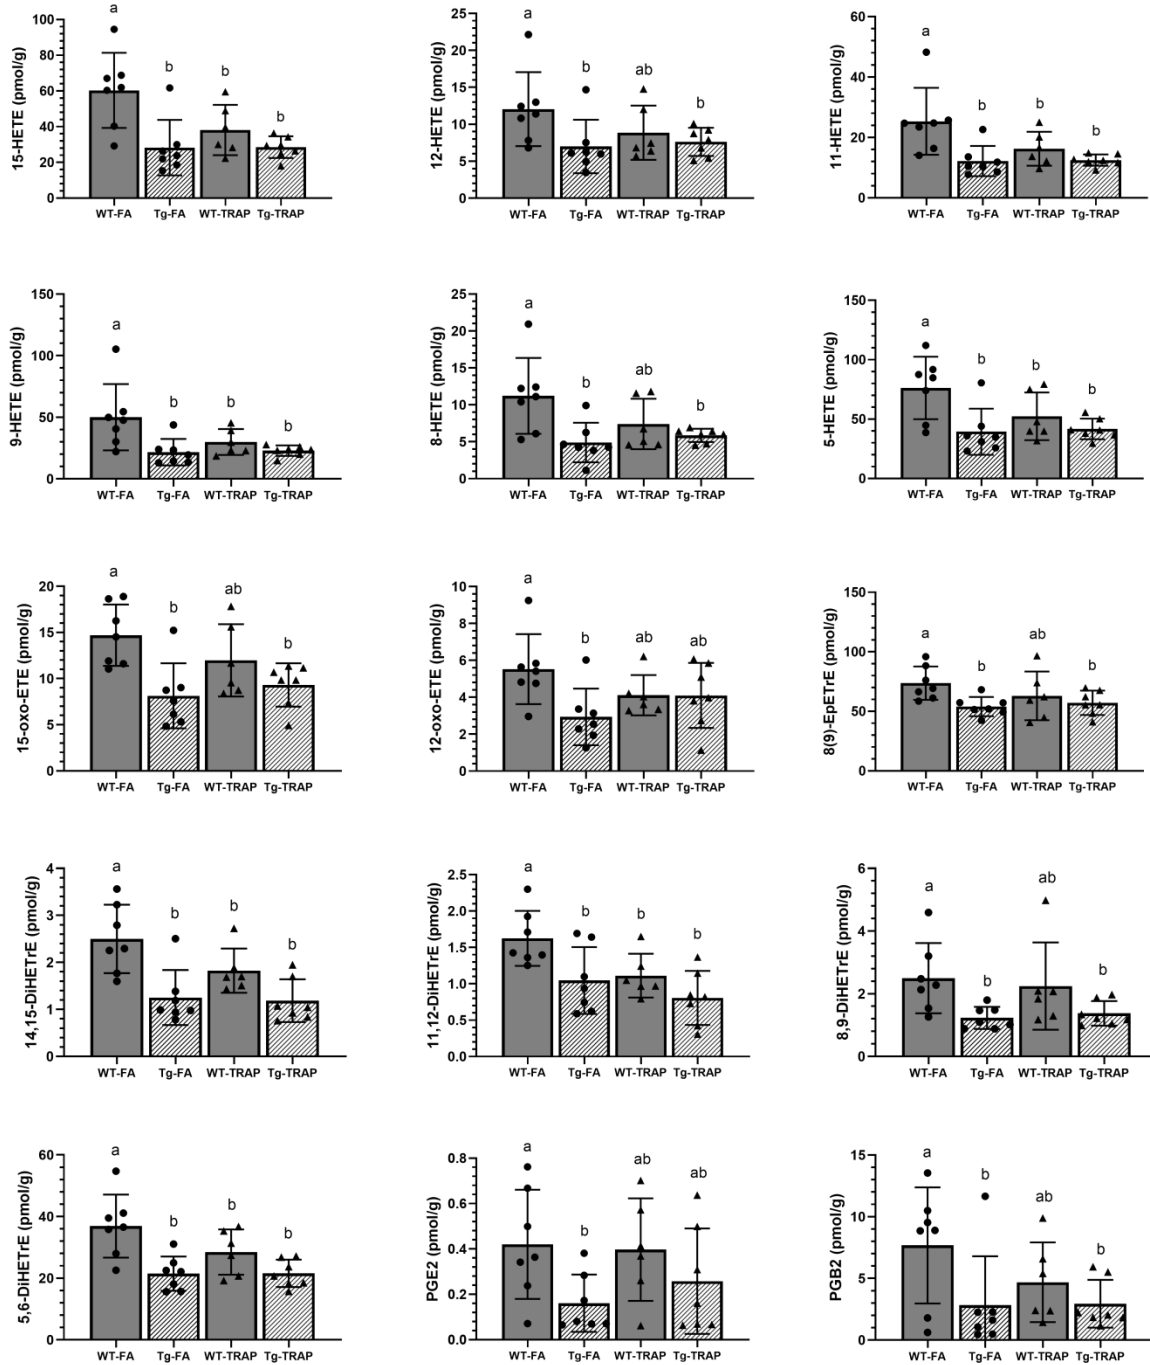 15-HETE (pmol/g)
100
80
60
40
20
0
a
b
b
b
WT-FA Tg-FA WT-TRAP Tg-TRAP
12-HETE (pmol/g)
25
20
15
10
5
0
a
b
ab
b
WT-FA Tg-FA WT-TRAP Tg-TRAP
11-HETE (pmol/g)
60
40
20
0
a
b
b
b
WT-FA Tg-FA WT-TRAP Tg-TRAP
9-HETE (pmol/g)
150
100
50
0
a
b
b
b
WT-FA Tg-FA WT-TRAP Tg-TRAP
8-HETE (pmol/g)
25
20
15
10
5
0
a
b
ab
b
WT-FA Tg-FA WT-TRAP Tg-TRAP
5-HETE (pmol/g)
150
100
50
0
a
b
b
b
WT-FA Tg-FA WT-TRAP Tg-TRAP
15-oxo-ETE (pmol/g)
20
15
10
5
0
a
b
ab
b
WT-FA Tg-FA WT-TRAP Tg-TRAP
12-oxo-ETE (pmol/g)
10
8
6
4
2
0
a
b
ab
ab
WT-FA Tg-FA WT-TRAP Tg-TRAP
8(9)-EpETrE (pmol/g)
150
100
50
0
a
b
ab
b
WT-FA Tg-FA WT-TRAP Tg-TRAP
14,15-DiHETrE (pmol/g)
4
3
2
1
0
a
b
b
b
WT-FA Tg-FA WT-TRAP Tg-TRAP
11,12-DiHETrE (pmol/g)
2.5
2.0
1.5
1.0
0.5
0.0
a
b
b
b
WT-FA Tg-FA WT-TRAP Tg-TRAP
8,9-DiHETrE (pmol/g)
6
4
2
0
a
b
ab
b
WT-FA Tg-FA WT-TRAP Tg-TRAP
5,6-DiHETrE (pmol/g)
60
40
20
0
a
b
b
b
WT-FA Tg-FA WT-TRAP Tg-TRAP
PGE2 (pmol/g)
0.8
0.6
0.4
0.2
0.0
a
b
ab
ab
WT-FA Tg-FA WT-TRAP Tg-TRAP
PGB2 (pmol/g)
15
10
5
0
a
b
ab
b
WT-FA Tg-FA WT-TRAP Tg-TRAP